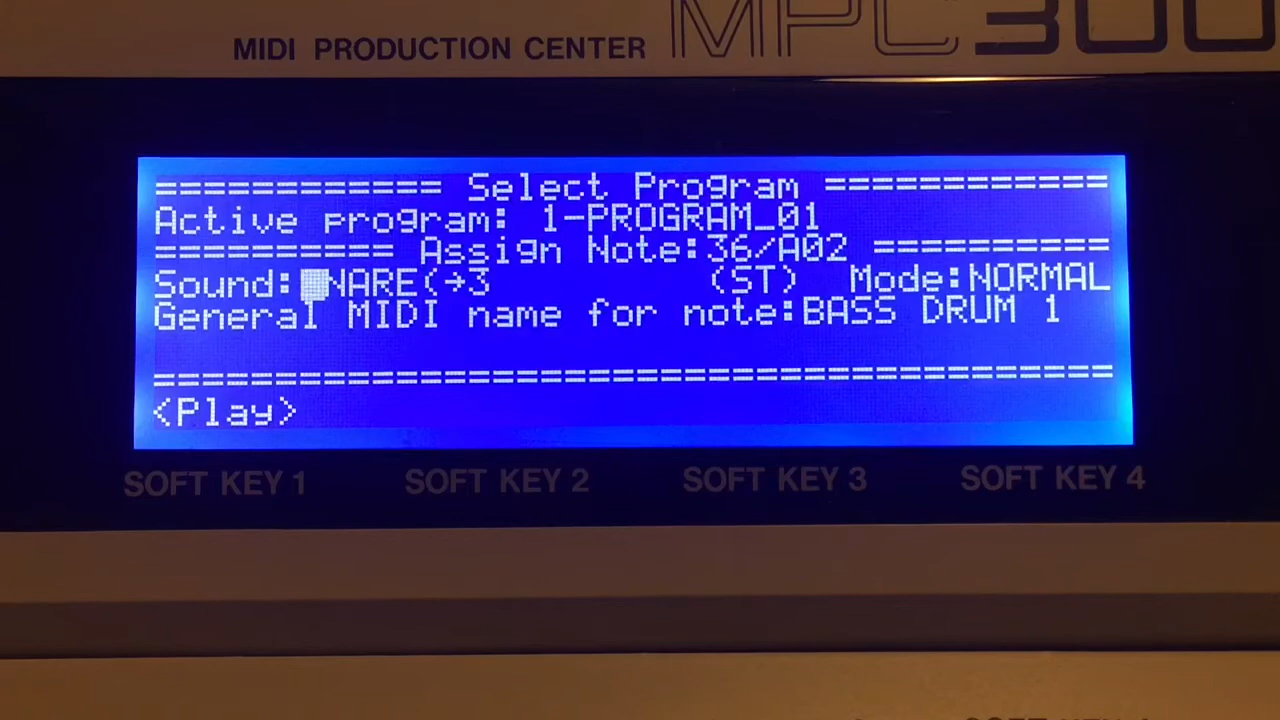 MIDI PRODUCTION CENTER MPC300
============ Select Program ============
Active program: 1-PROGRAM_01
========== Assign Note:36/A02 ==========
Sound: NARE(→3 (ST) Mode:NORMAL
General MIDI name for note:BASS DRUM 1
=========================================
<Play>
SOFT KEY 1 SOFT KEY 2 SOFT KEY 3 SOFT KEY 4